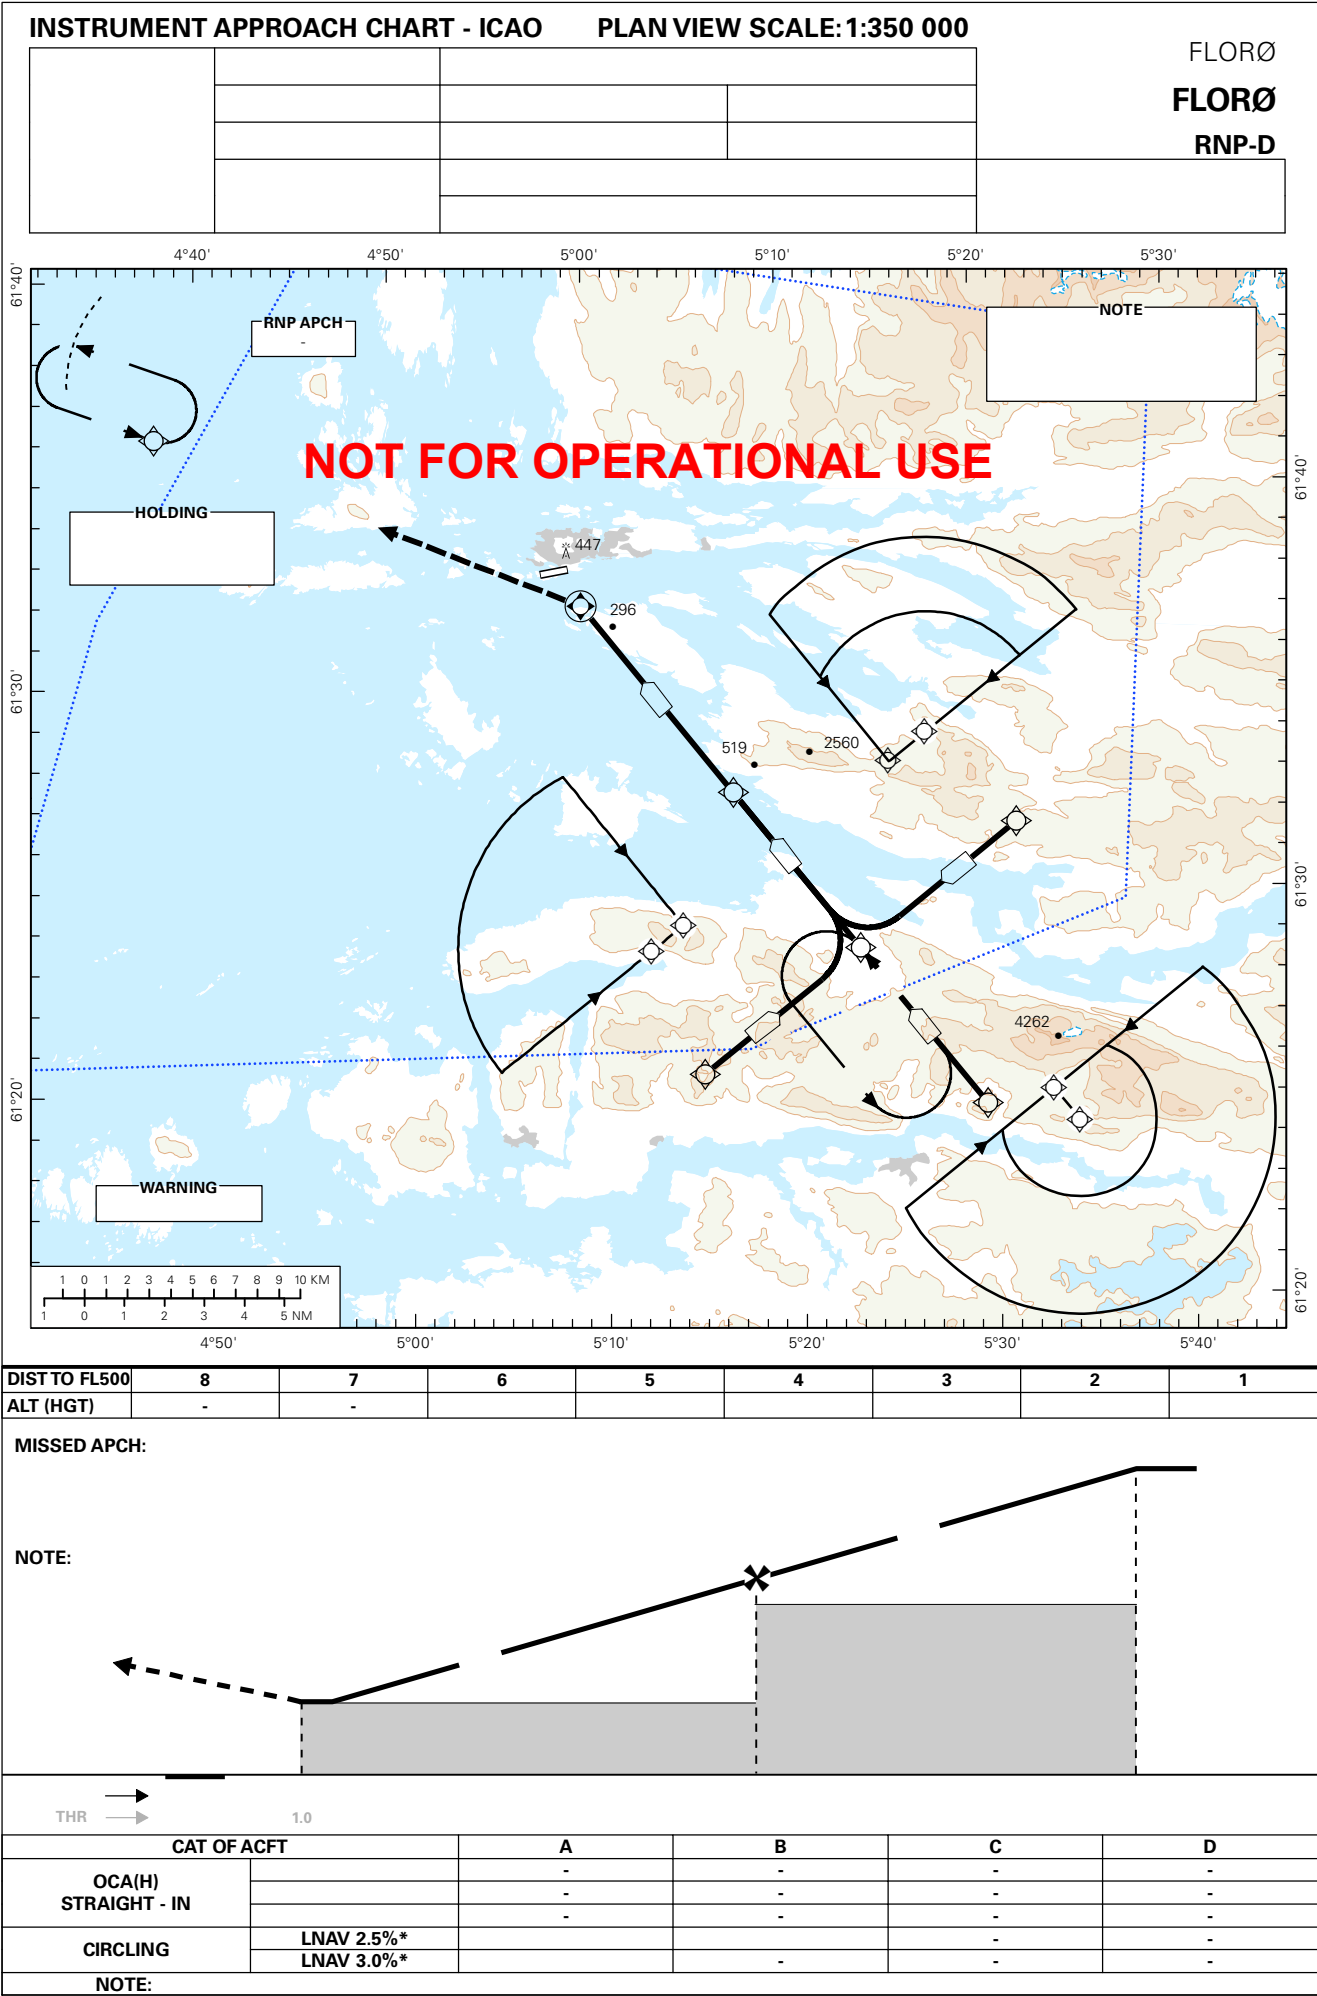 INSTRUMENT APPROACH CHART - ICAO PLAN VIEW SCALE: 1:350 000
FLORØ
FLORØ
RNP-D
4°40' 4°50' 5°00' 5°10' 5°20' 5°30'
61°40'
RNP APCH
-
NOTE
NOT FOR OPERATIONAL USE
61°40'
HOLDING
447
296
61°30'
519
2560
61°30'
4262
61°20'
WARNING
61°20'
1 0 1 2 3 4 5 6 7 8 9 10 KM
1 0 1 2 3 4 5 NM
4°50' 5°00' 5°10' 5°20' 5°30' 5°40'
DIST TO FL500 8 7 6 5 4 3 2 1
ALT (HGT) - -
MISSED APCH:
NOTE:
THR 1.0
CAT OF ACFT A B C D
OCA(H)
STRAIGHT - IN
- - - -
- - - -
- - - -
CIRCLING
LNAV 2.5%* - -
LNAV 3.0%* - - -
NOTE: